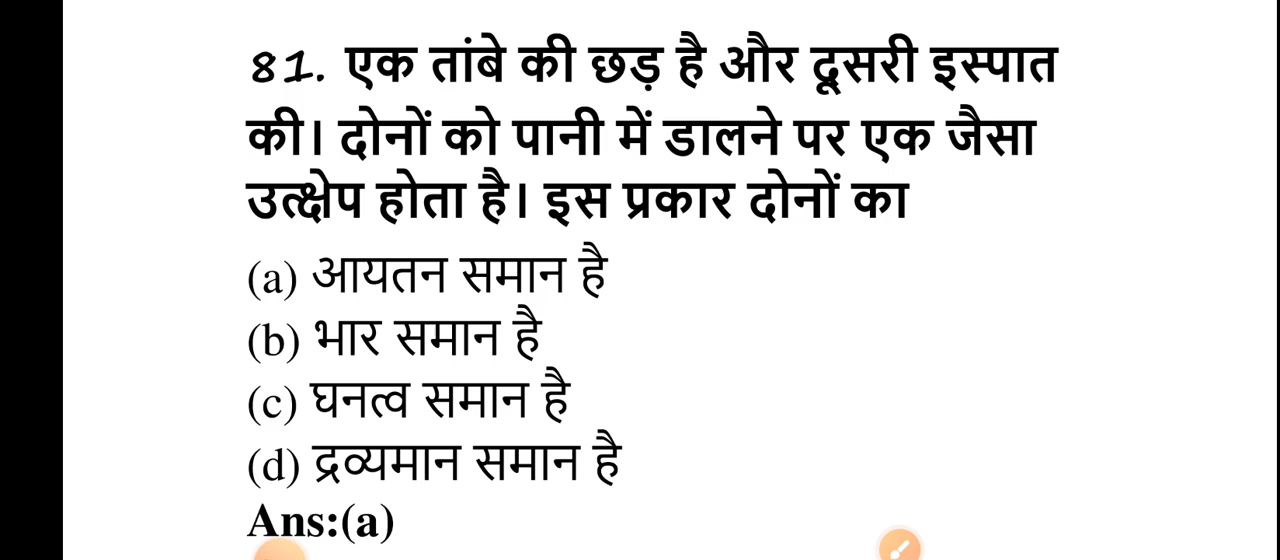 81. एक तांबे की छड़ है और दूसरी इस्पात
की। दोनों को पानी में डालने पर एक जैसा
उत्क्षेप होता है। इस प्रकार दोनों का
(a) आयतन समान है
(b) भार समान है
(c) घनत्व समान है
(d) द्रव्यमान समान है
Ans:(a)